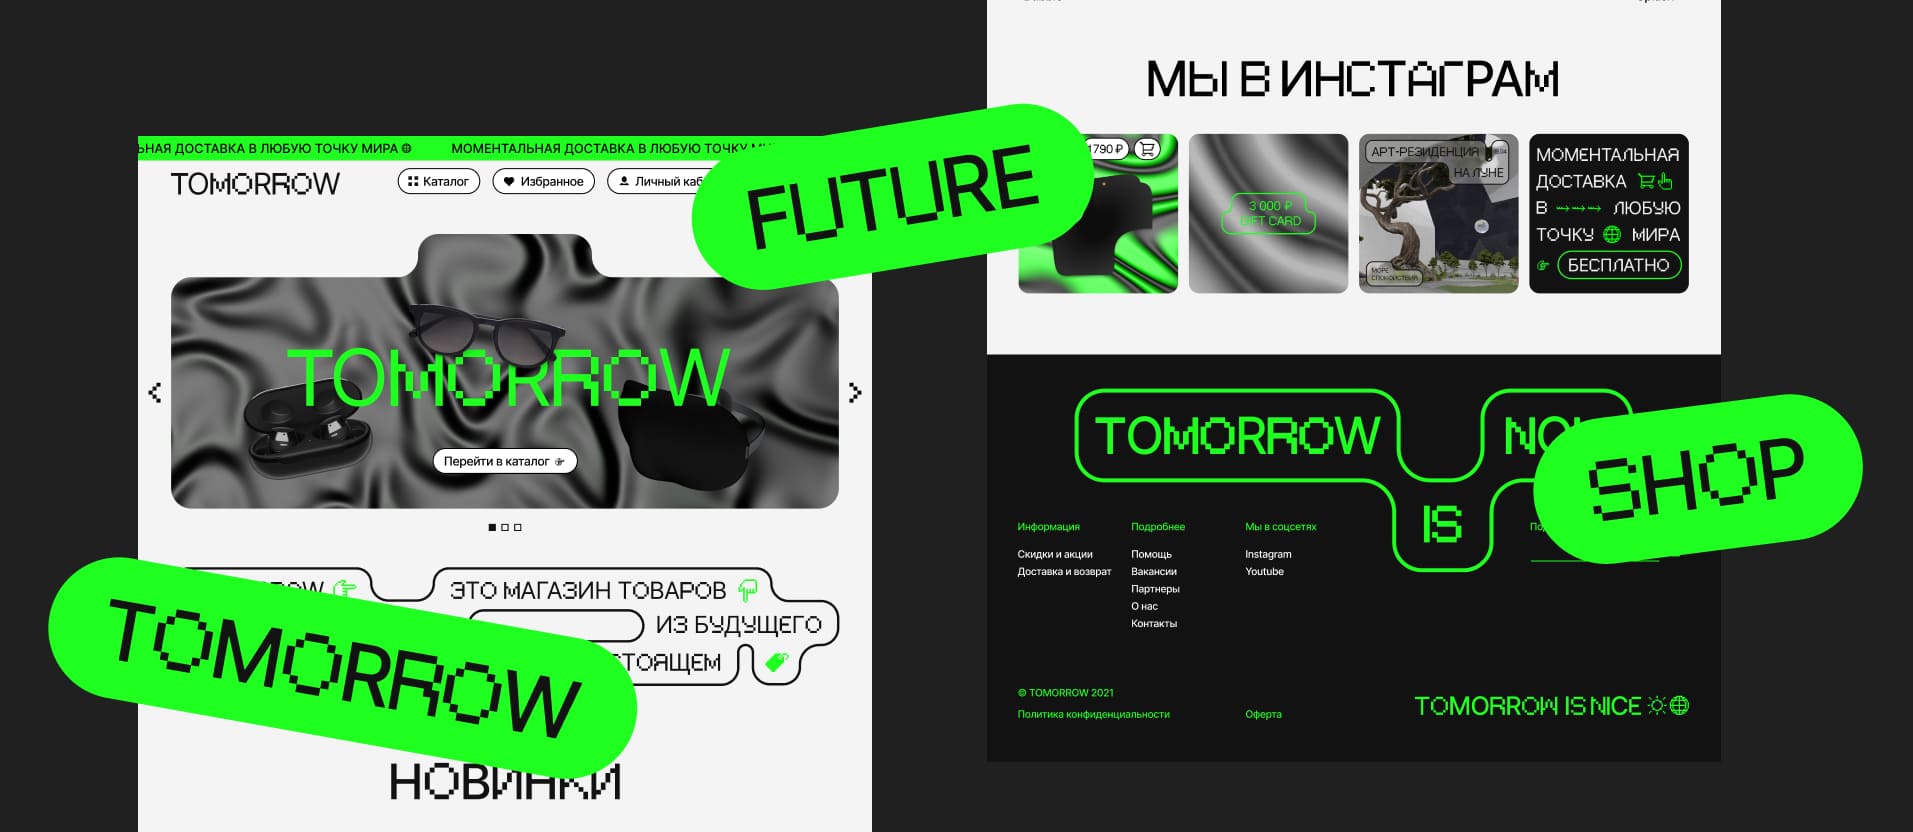 ЬНАЯ ДОСТАВКА В ЛЮБУЮ ТОЧКУ МИРА
МОМЕНТАЛЬНАЯ ДОСТАВКА В ЛЮБУЮ ТОЧКУ
TOMORROW
Каталог
Избранное
Личный каб
TOMORROW
Перейти в каталог
ЭТО МАГАЗИН ТОВАРОВ
ИЗ БУДУЩЕГО
СТОЯЩЕМ
TOMORROW
НОВИНКИ
FUTURE
МЫ В ИНСТАГРАМ
1790 ₽
3 000 ₽
GIFT CARD
АРТ-РЕЗИДЕНЦИЯ
НА ЛУНЕ
МОРЕ
СПОКОЙСТВИЯ
МОМЕНТАЛЬНАЯ
ДОСТАВКА
В ЛЮБУЮ
ТОЧКУ МИРА
БЕСПЛАТНО
TOMORROW
IS
SHOP
Информация
Скидки и акции
Доставка и возврат
Подробнее
Помощь
Вакансии
Партнеры
О нас
Контакты
Мы в соцсетях
Instagram
Youtube
© TOMORROW 2021
Политика конфиденциальности
Оферта
TOMORROW IS NICE